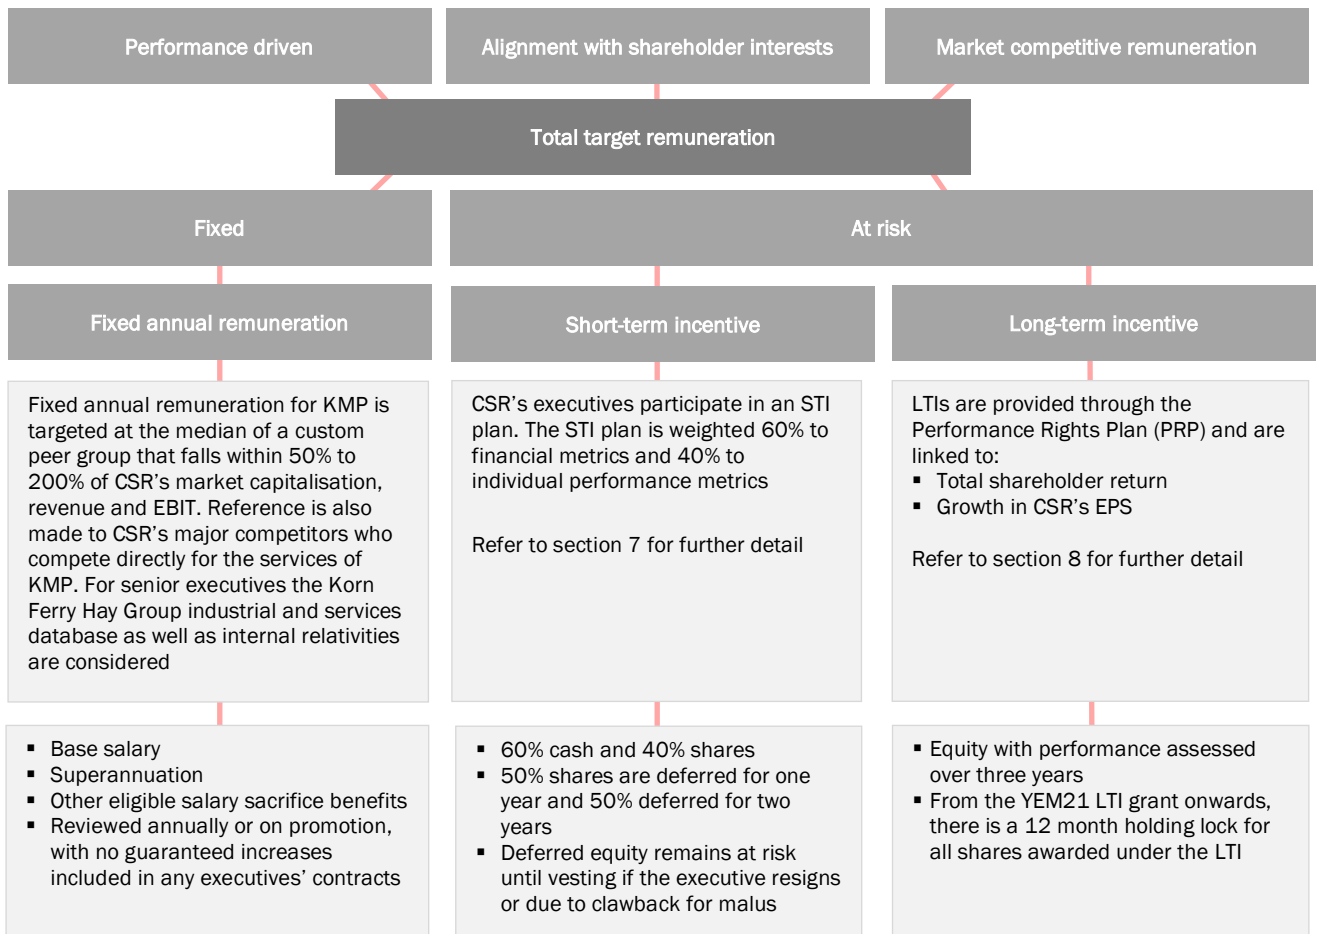 Performance driven
Alignment with shareholder interests
Market competitive remuneration
Total target remuneration
Fixed
At risk
Fixed annual remuneration
Short-term incentive
Long-term incentive
Fixed annual remuneration for KMP is
targeted at the median of a custom
peer group that falls within 50% to
200% of CSR’s market capitalisation,
revenue and EBIT. Reference is also
made to CSR’s major competitors who
compete directly for the services of
KMP. For senior executives the Korn
Ferry Hay Group industrial and services
database as well as internal relativities
are considered
CSR’s executives participate in an STI
plan. The STI plan is weighted 60% to
financial metrics and 40% to
individual performance metrics
Refer to section 7 for further detail
LTIs are provided through the
Performance Rights Plan (PRP) and are
linked to:
▪ Total shareholder return
▪ Growth in CSR’s EPS
Refer to section 8 for further detail
▪ Base salary
▪ Superannuation
▪ Other eligible salary sacrifice benefits
▪ Reviewed annually or on promotion,
with no guaranteed increases
included in any executives’ contracts
▪ 60% cash and 40% shares
▪ 50% shares are deferred for one
year and 50% deferred for two
years
▪ Deferred equity remains at risk
until vesting if the executive resigns
or due to clawback for malus
▪ Equity with performance assessed
over three years
▪ From the YEM21 LTI grant onwards,
there is a 12 month holding lock for
all shares awarded under the LTI